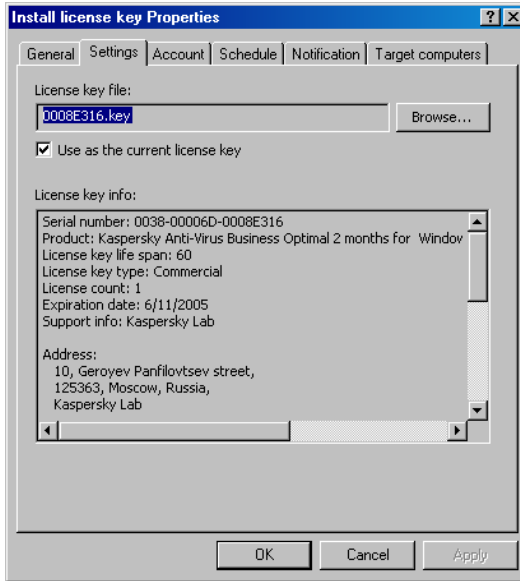 Install license key Properties
General Settings Account Schedule Notification Target computers
License key file:
0008E316.key Browse...
Use as the current license key
License key info:
Serial number: 0038-00006D-0008E316
Product: Kaspersky Anti-Virus Business Optimal 2 months for Window
License key life span: 60
License key type: Commercial
License count: 1
Expiration date: 6/11/2005
Support info: Kaspersky Lab
Address:
10, Geroyev Panfilovtsev street,
125363, Moscow, Russia,
Kaspersky Lab
OK Cancel Apply